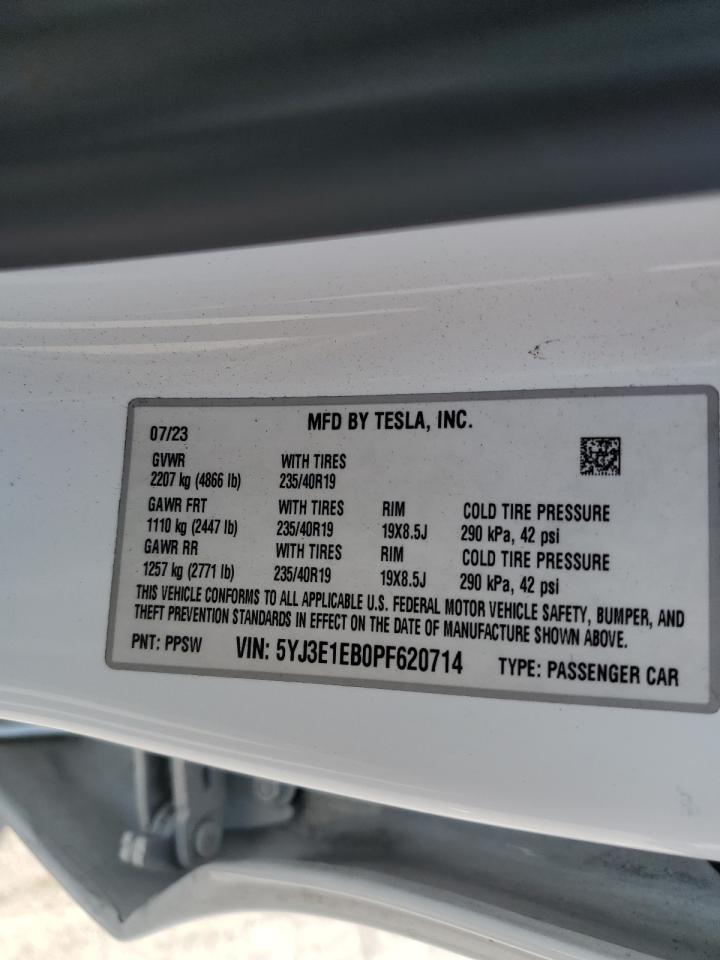 07/23 MFD BY TESLA, INC.
GVWR WITH TIRES
2207 kg (4866 lb) 235/40R19
GAWR FRT WITH TIRES RIM COLD TIRE PRESSURE
1110 kg (2447 lb) 235/40R19 19X8.5J 290 kPa, 42 psi
GAWR RR WITH TIRES RIM COLD TIRE PRESSURE
1257 kg (2771 lb) 235/40R19 19X8.5J 290 kPa, 42 psi
THIS VEHICLE CONFORMS TO ALL APPLICABLE U.S. FEDERAL MOTOR VEHICLE SAFETY, BUMPER, AND
THEFT PREVENTION STANDARDS IN EFFECT ON THE DATE OF MANUFACTURE SHOWN ABOVE.
PNT: PPSW VIN: 5YJ3E1EB0PF620714 TYPE: PASSENGER CAR